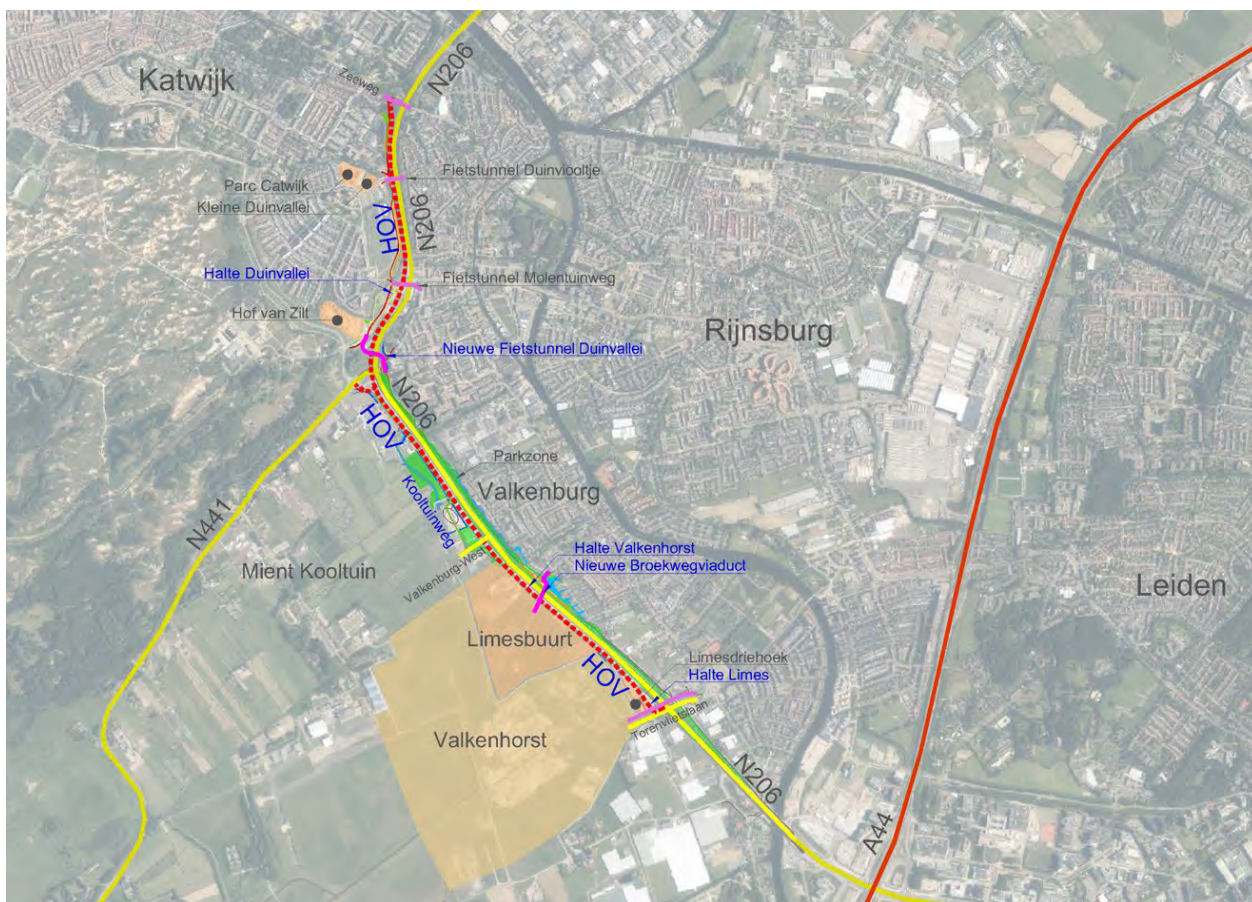 N206
Katwijk
Zeeweg
Fietstunnel Duinviooltje
Parc Catwijk
Kleine Duinvallei
HOV
N206
Halte Duinvallei
Fietstunnel Molentuinweg
Hof van Zilt
Rijnsburg
Nieuwe Fietstunnel Duinvallei
N206
HOV
Parkzone
Valkenburg
Kooltuinweg
N441
Mient Kooltuin
Valkenburg-West
Halte Valkenhorst
Nieuwe Broekwegviaduct
Leiden
Limesbuurt
Limesdriehoek
HOV
Halte Limes
Torenvlietslaan
Valkenhorst
N206
A44